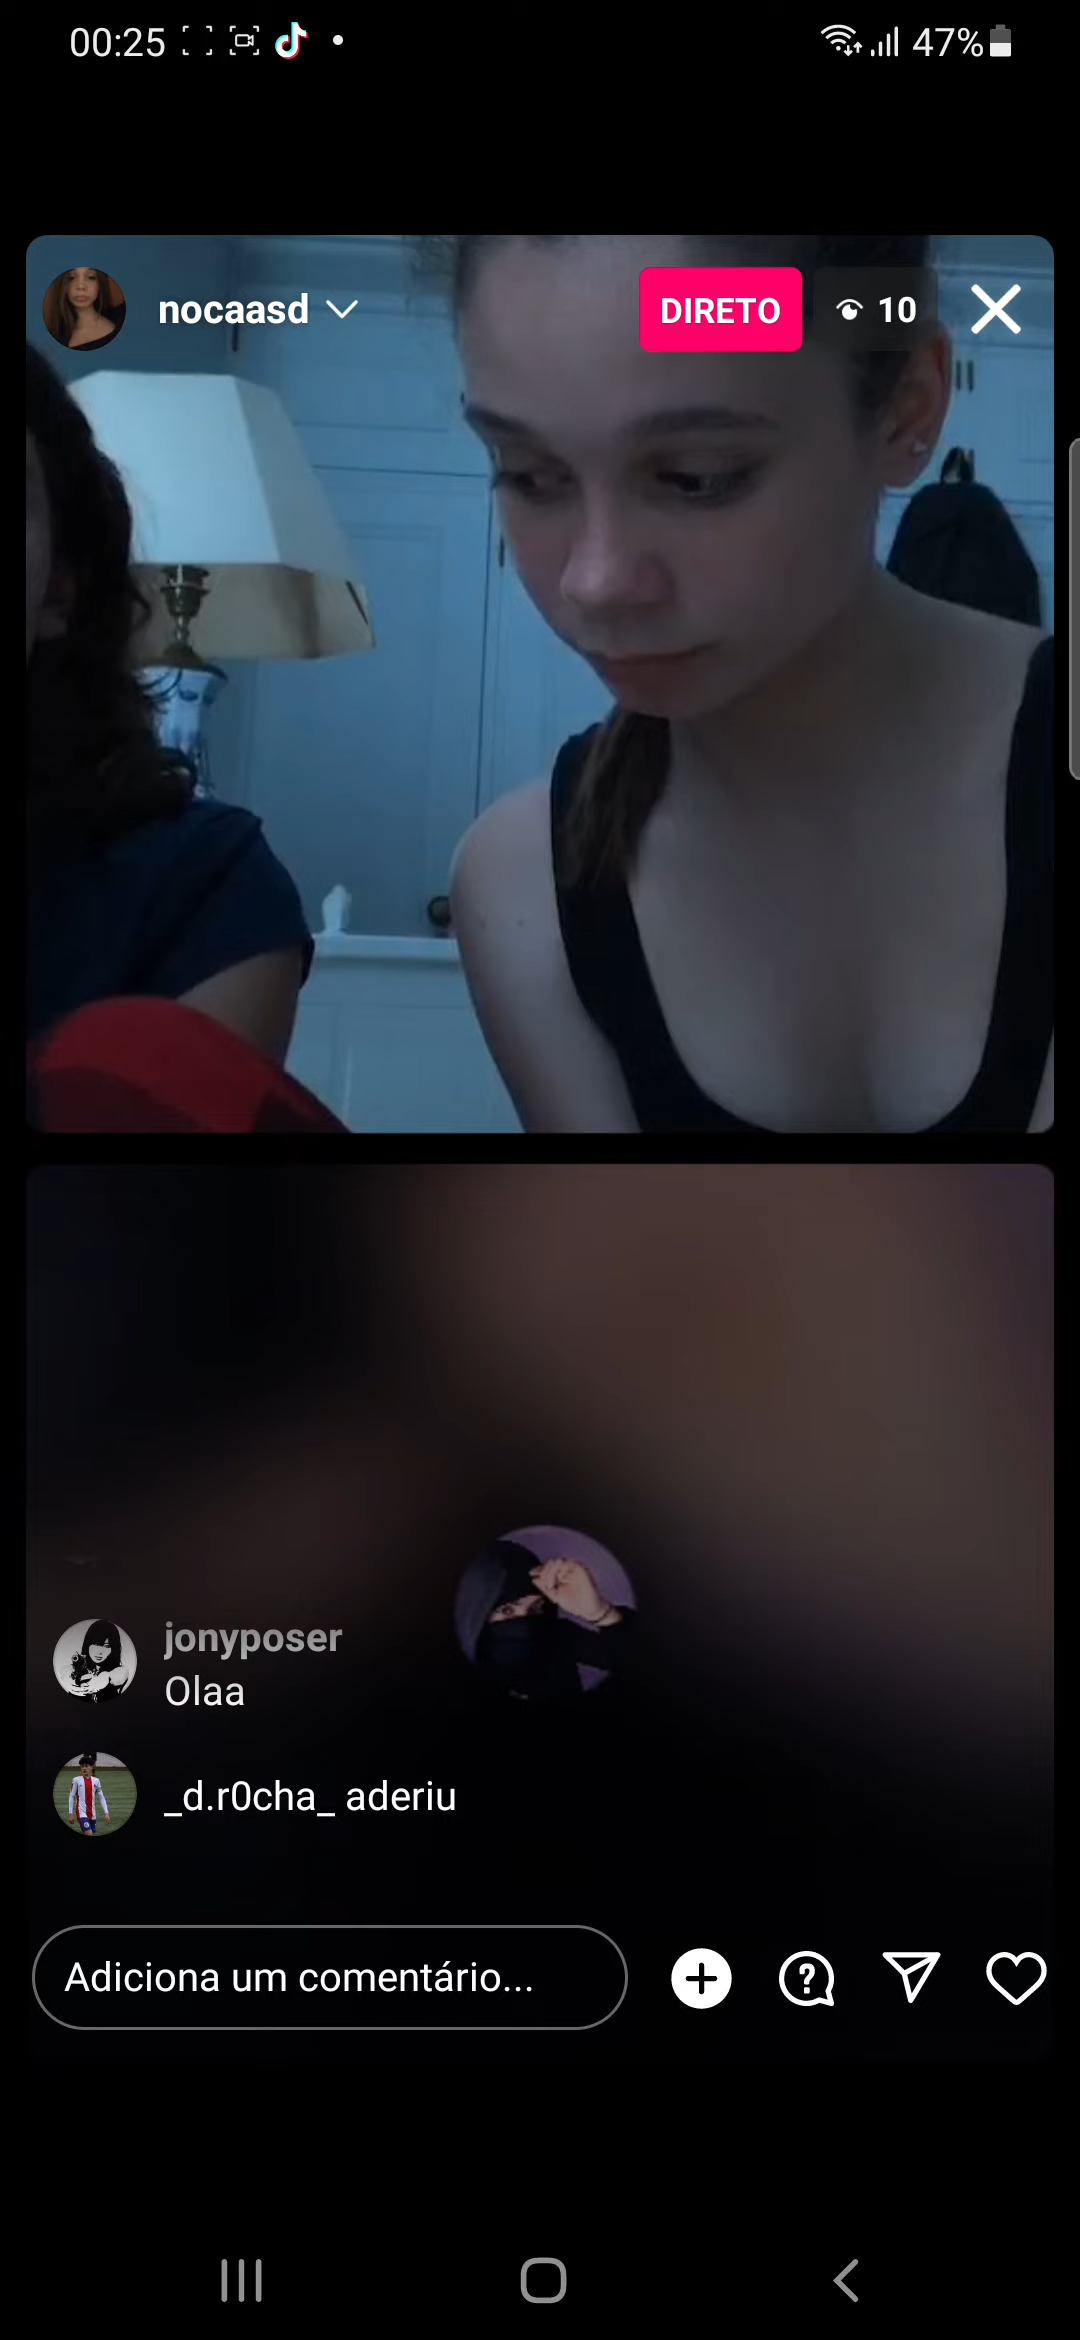 00:25
47%
nocaasd
DIRETO
10
jonyposer
Olaa
_d.r0cha_ aderiu
Adiciona um comentário...